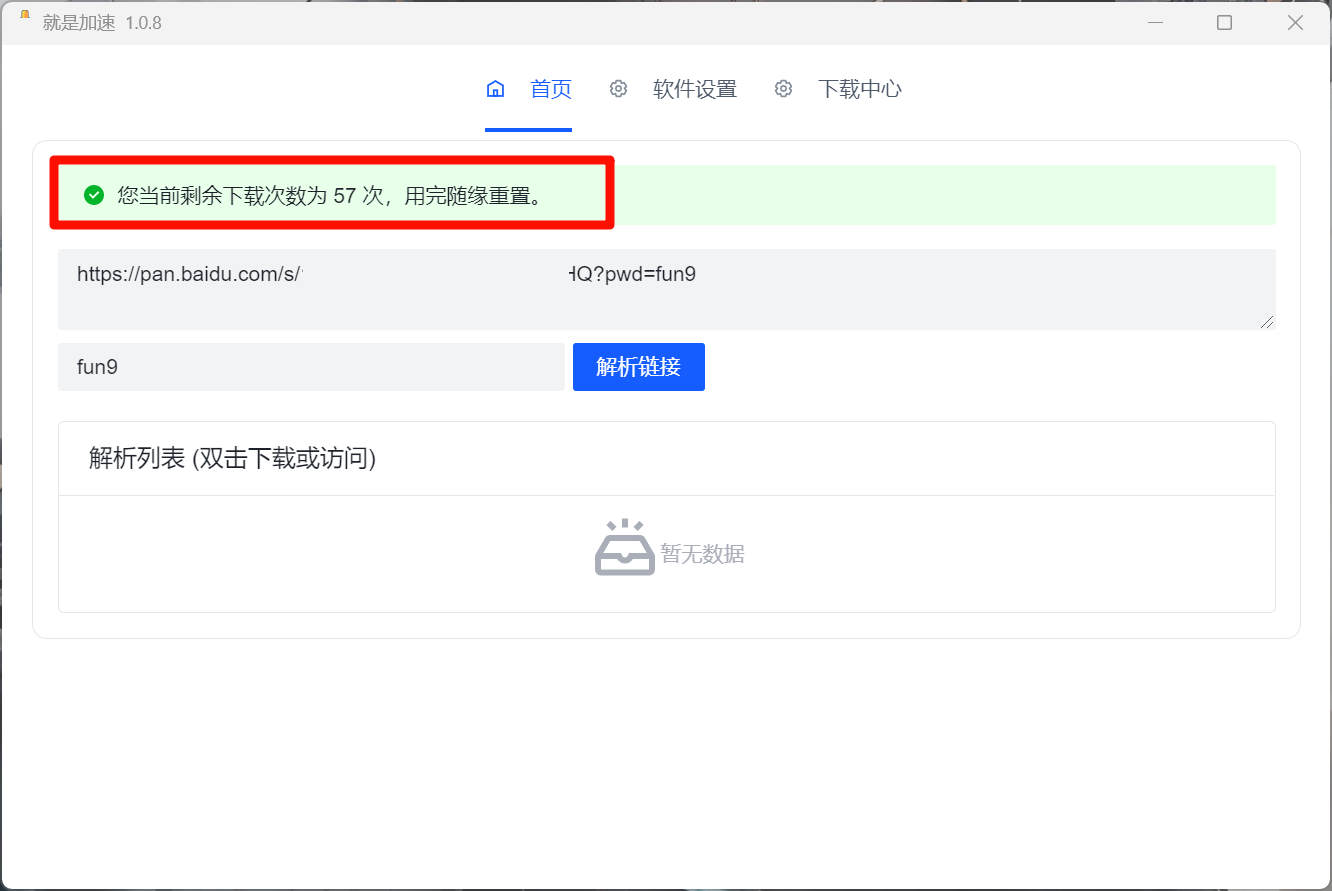 就是加速 1.0.8
首页 软件设置 下载中心
您当前剩余下载次数为 57 次，用完随缘重置。
https://pan.baidu.com/s/ HQ?pwd=fun9
fun9 解析链接
解析列表 (双击下载或访问)
暂无数据